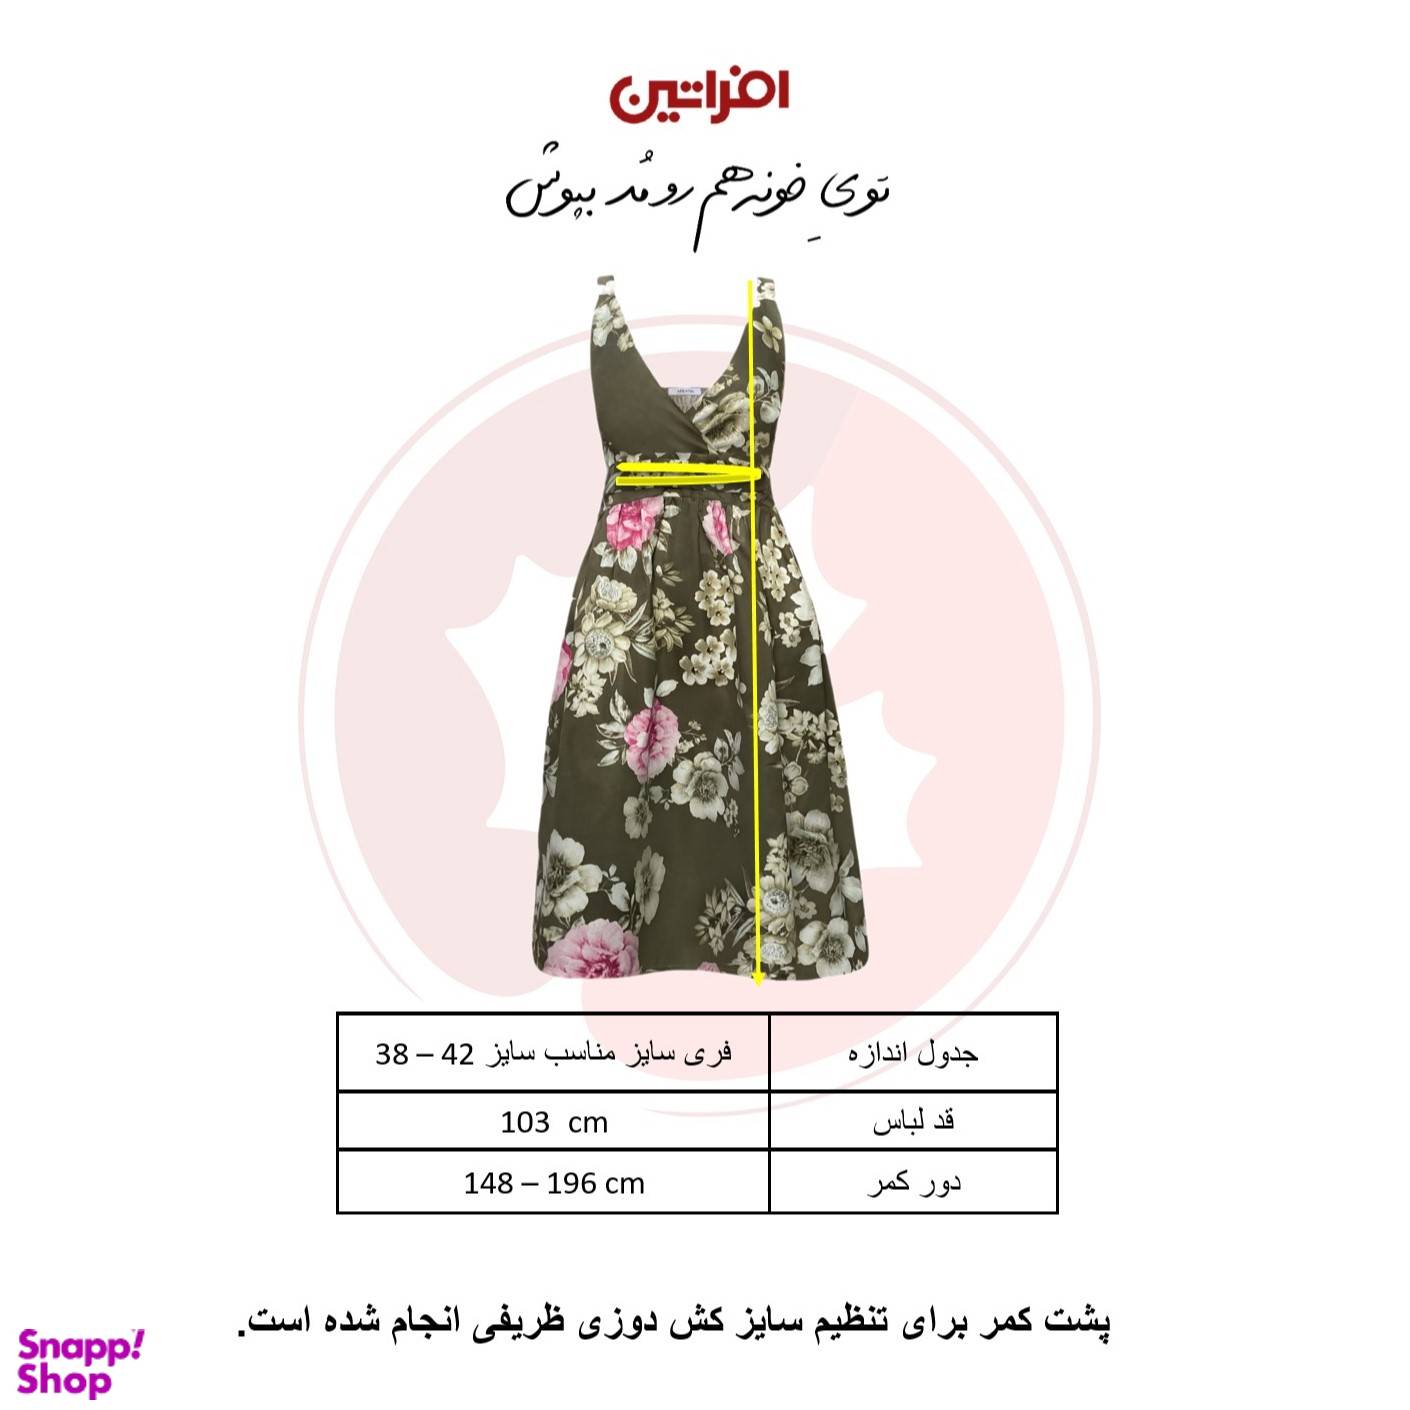 افراتین
توی خونه هم رو مُد بپوش
جدول اندازه فری سایز مناسب سایز 42 – 38
قد لباس 103 cm
دور کمر 148 – 196 cm
پشت کمر برای تنظیم سایز کش دوزی ظریفی انجام شده است.
Snapp!
Shop